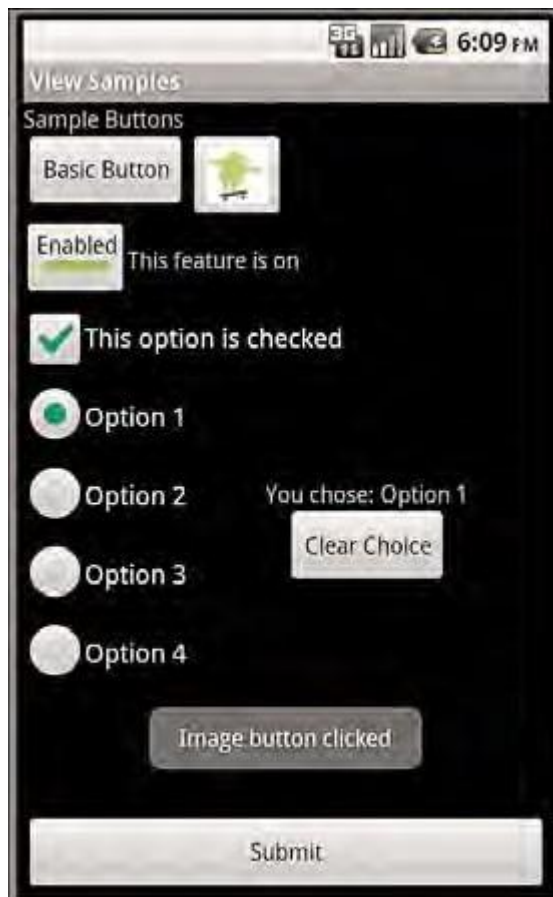 3G
6:09 PM
View Samples
Sample Buttons
Basic Button
Enabled
This feature is on
This option is checked
Option 1
Option 2
You chose: Option 1
Clear Choice
Option 3
Option 4
Image button clicked
Submit